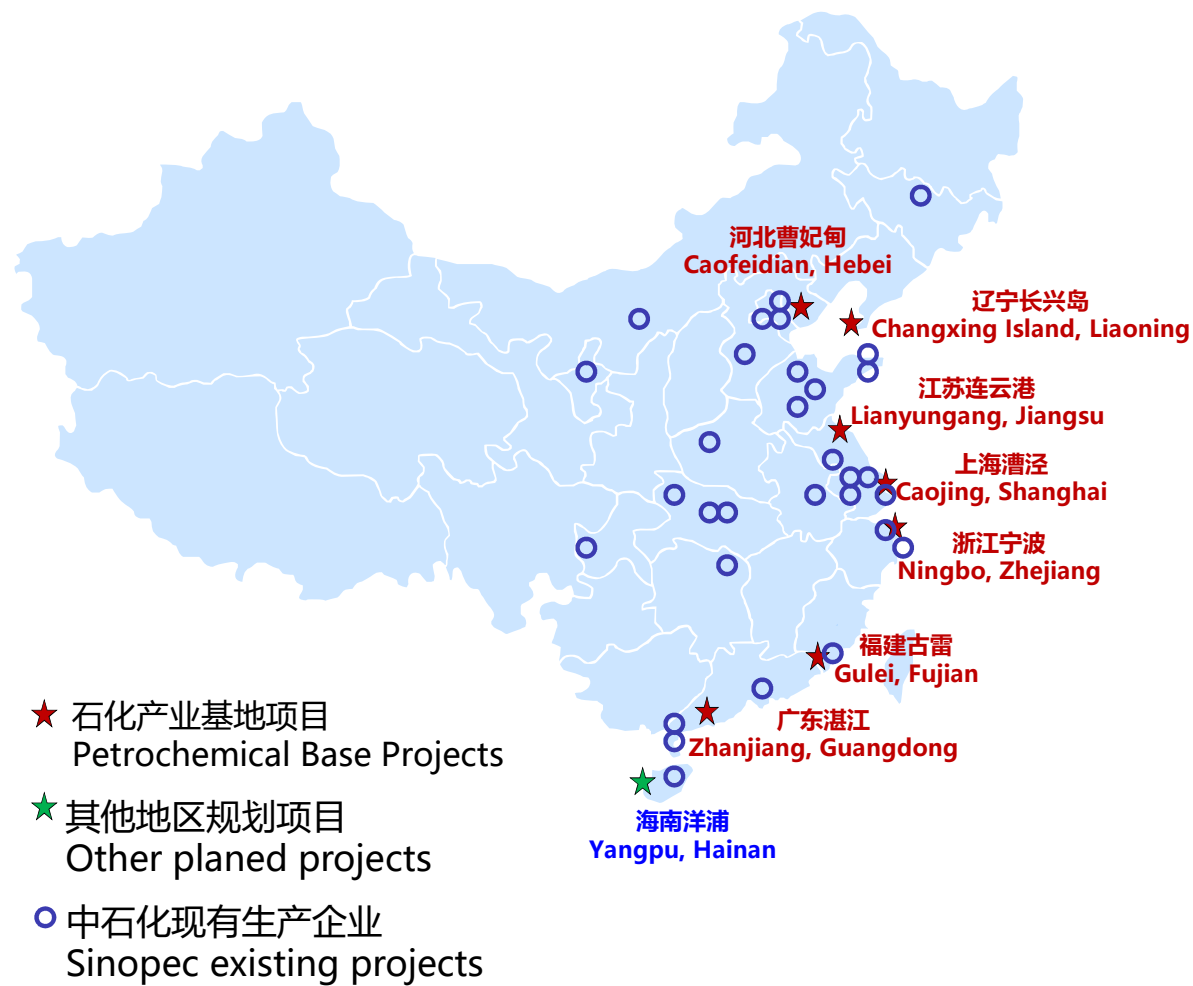 河北曹妃甸
Caofeidian, Hebei
辽宁长兴岛
Changxing Island, Liaoning
江苏连云港
Lianyungang, Jiangsu
上海漕泾
Caojing, Shanghai
浙江宁波
Ningbo, Zhejiang
福建古雷
Gulei, Fujian
广东湛江
Zhanjiang, Guangdong
海南洋浦
Yangpu, Hainan
石化产业基地项目
Petrochemical Base Projects
其他地区规划项目
Other planed projects
中石化现有生产企业
Sinopec existing projects